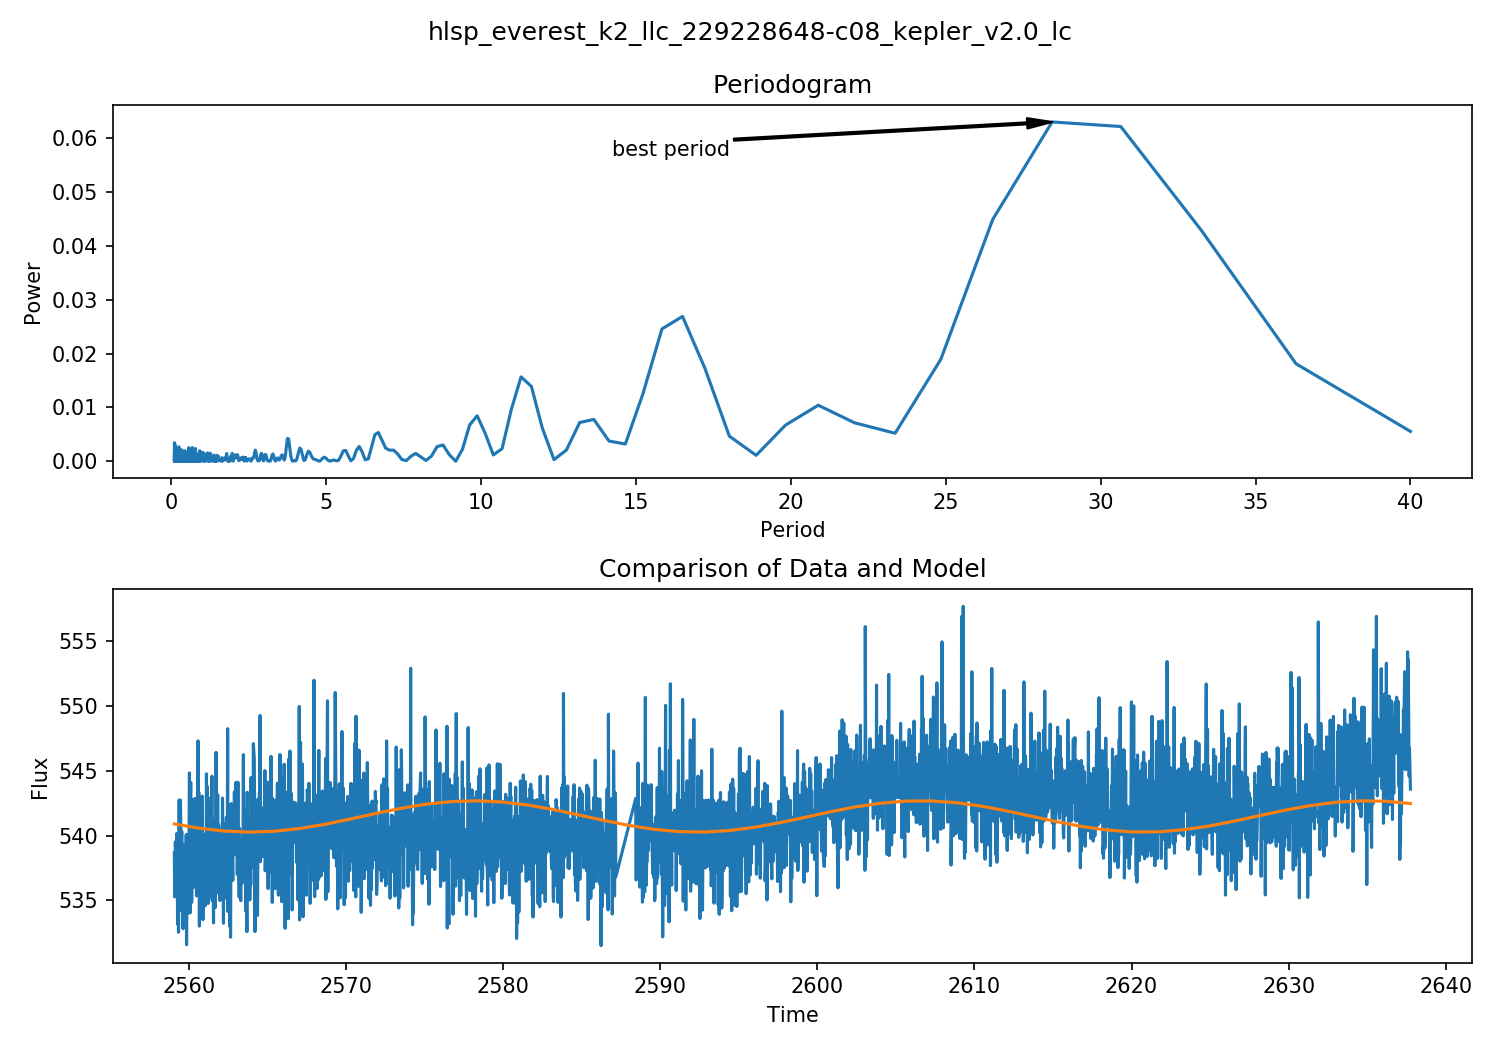 hlsp_everest_k2_llc_229228648-c08_kepler_v2.0_lc
Periodogram
0.06
0.05
0.04
0.03
0.02
0.01
0.00
Power
best period
0 5 10 15 20 25 30 35 40
Period
Comparison of Data and Model
555
550
545
540
535
Flux
2560 2570 2580 2590 2600 2610 2620 2630 2640
Time